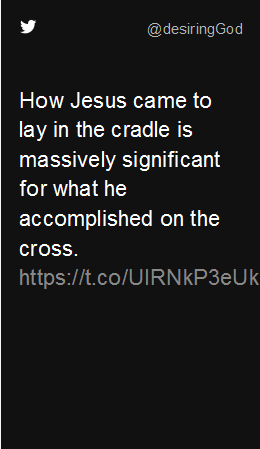 @desiringGod
How Jesus came to
lay in the cradle is
massively significant
for what he
accomplished on the
cross.
https://t.co/UlRNkP3eUk